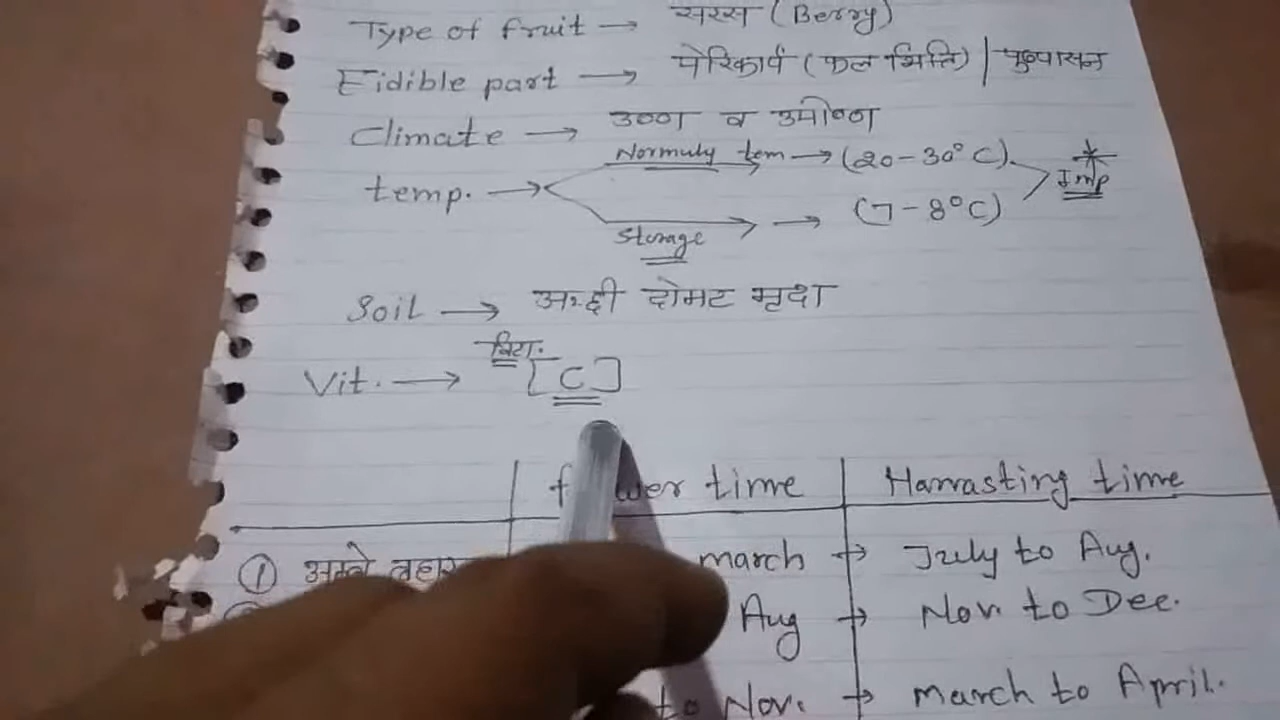 Type of fruit → सरस (Berry)
Eidible part → पेरिकार्प (फल भित्ति) | पुष्पासन
Climate → उष्ण व उपोष्ण
Normuly tem → (20-30° C)
Imp
temp. →
(7-8°C)
Storage
Soil → अच्छी दोमट मृदा
विटा.
Vit. → [C]
time | Harrasting time
① अम्बे बहार march → July to Aug.
Aug → Nov. to Dec.
to Nov. → march to April.